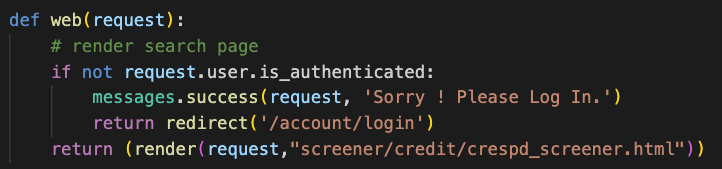 def web(request):
# render search page
if not request.user.is_authenticated:
messages.success(request, 'Sorry ! Please Log In.')
return redirect('/account/login')
return (render(request,"screener/credit/crespd_screener.html"))